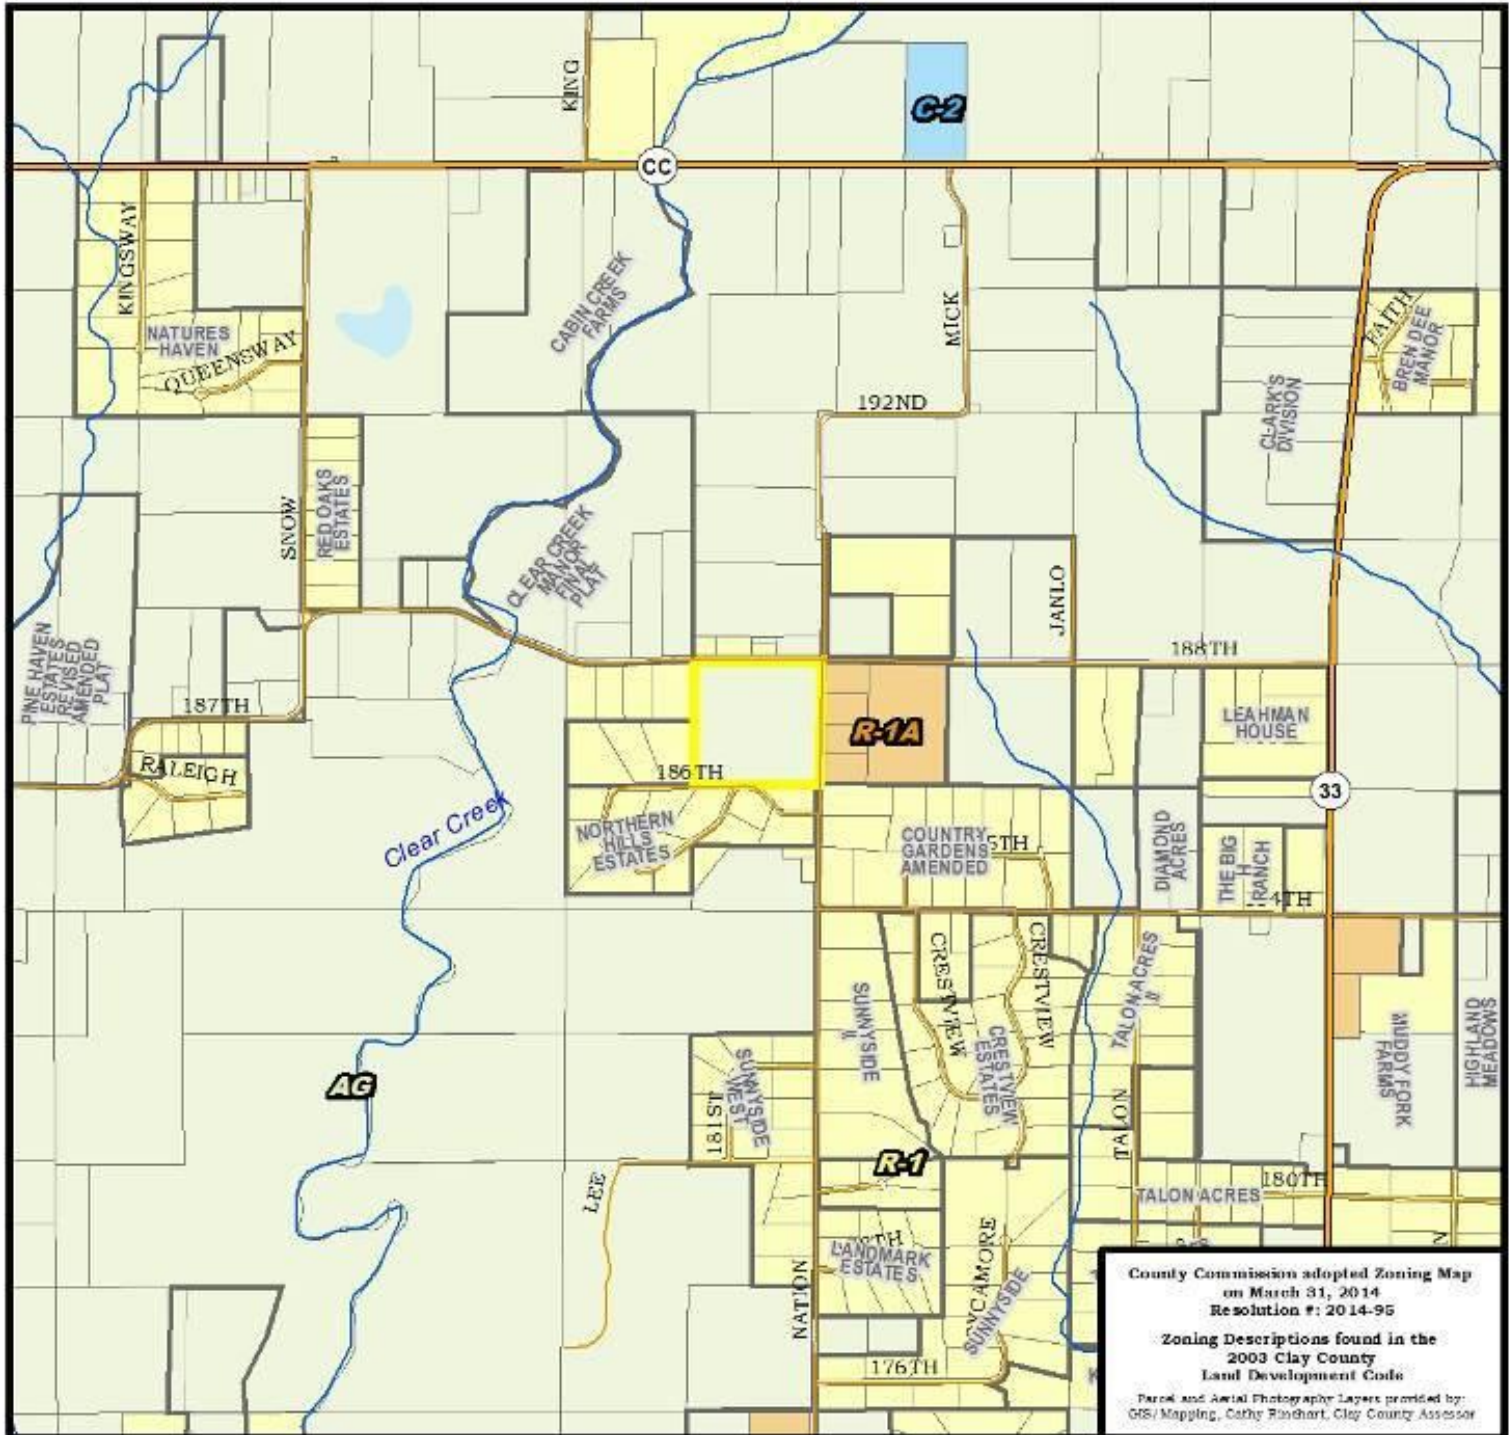 KING
C-2
CC
KINGSWAY
NATURES
HAVEN
QUEENSWAY
CABIN CREEK
FARMS
MICK
192ND
FAITH
BREN DEE
MANOR
CLARK'S
DIVISION
SNOW
RED OAKS
ESTATES
CLEAR CREEK
MANOR
FINAL
PLAT
JANLO
188TH
PINE HAVEN
ESTATES
REVISED
AMENDED
PLAT
187TH
RALEIGH
R-1A
LEAHMAN
HOUSE
186TH
33
Clear Creek
NORTHERN
HILLS
ESTATES
COUNTRY
GARDENS
AMENDED
5TH
DIAMOND
ACRES
THE BIG
H
RANCH
4TH
CRESTVIEW
CRESTVIEW
CRESTVIEW
ESTATES
SUNNYSIDE
II
TALON ACRES
II
MUDDY FORK
FARMS
HIGHLAND
MEADOWS
AG
SUNNYSIDE
WEST
181ST
TALON
R-1
LEE
TALON ACRES
180TH
TH
LANDMARK
ESTATES
NATION
SUNNYSIDE
176TH
N
K
County Commission adopted Zoning Map
on March 31, 2014
Resolution #: 2014-95
Zoning Descriptions found in the
2003 Clay County
Land Development Code
Parcel and Aerial Photography Layers provided by:
GIS/Mapping, Cathy Rinehart, Clay County Assessor